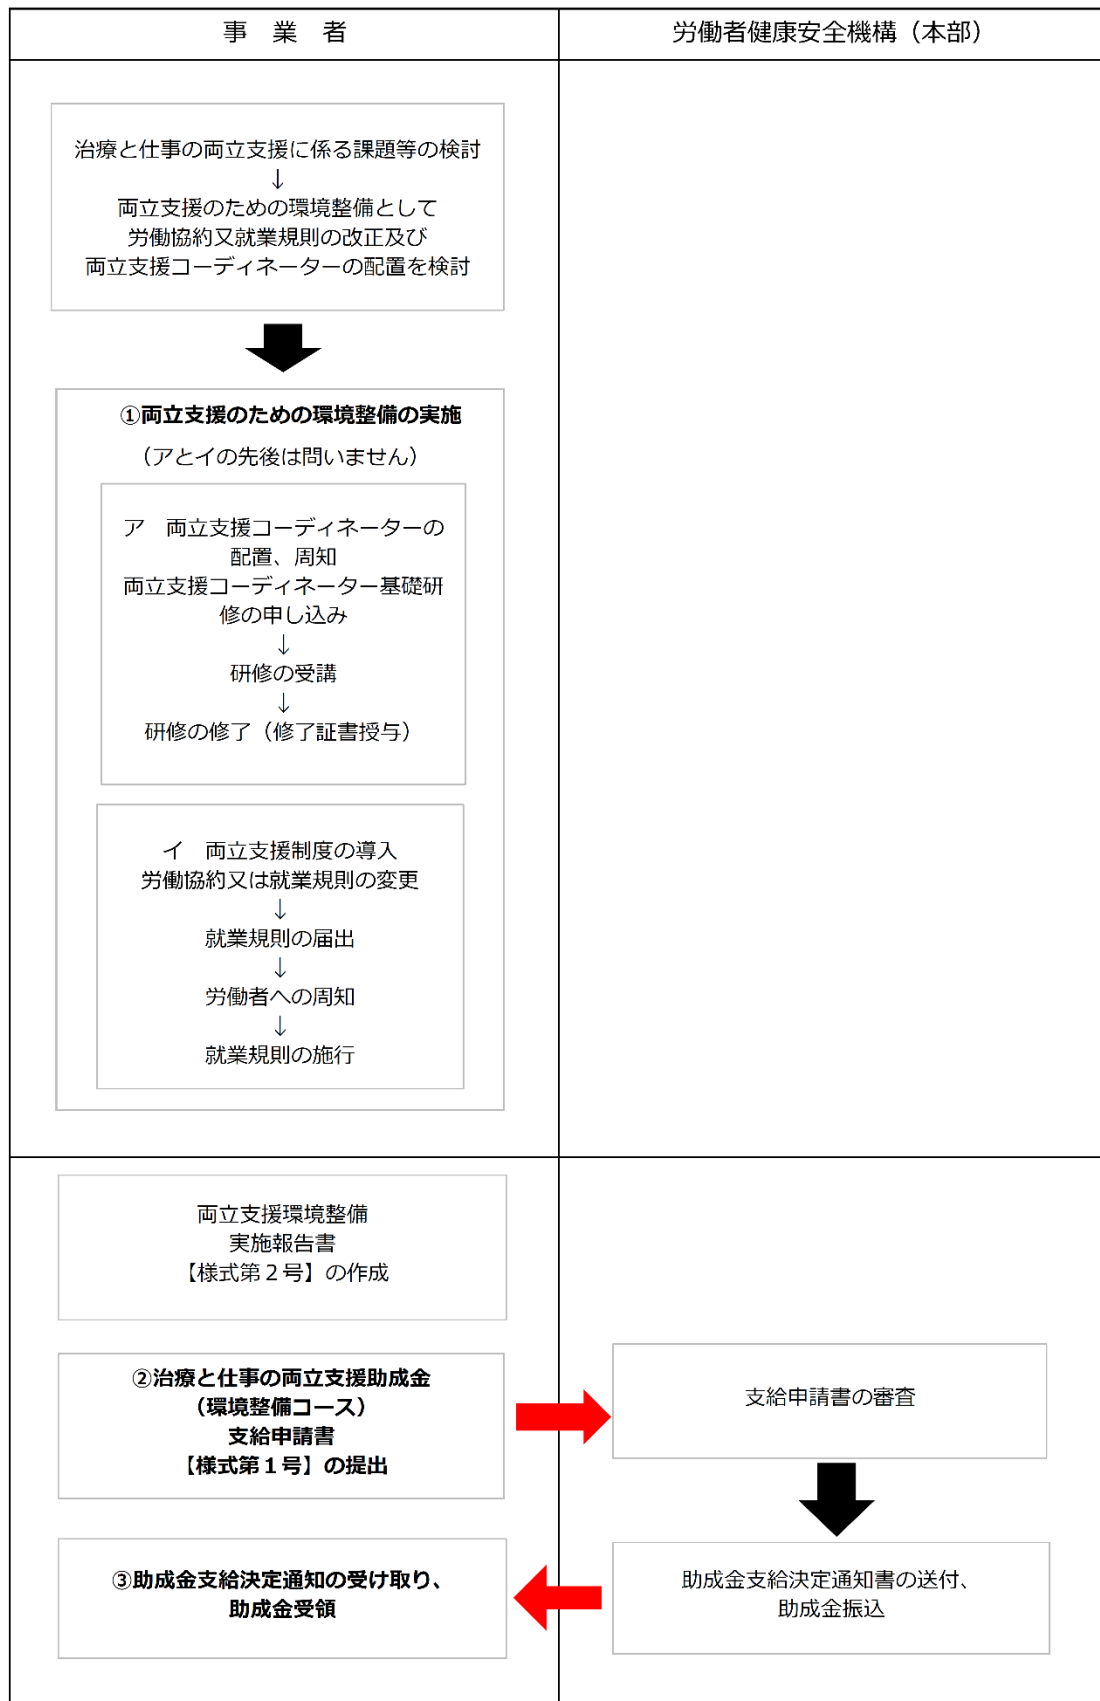 事　業　者
労働者健康安全機構（本部）
治療と仕事の両立支援に係る課題等の検討
↓
両立支援のための環境整備として
労働協約又就業規則の改正及び
両立支援コーディネーターの配置を検討
①両立支援のための環境整備の実施
（アとイの先後は問いません）
ア　両立支援コーディネーターの
配置、周知
両立支援コーディネーター基礎研
修の申し込み
↓
研修の受講
↓
研修の修了（修了証書授与）
イ　両立支援制度の導入
労働協約又は就業規則の変更
↓
就業規則の届出
↓
労働者への周知
↓
就業規則の施行
両立支援環境整備
実施報告書
【様式第２号】の作成
②治療と仕事の両立支援助成金
（環境整備コース）
支給申請書
【様式第１号】の提出
支給申請書の審査
③助成金支給決定通知の受け取り、
助成金受領
助成金支給決定通知書の送付、
助成金振込